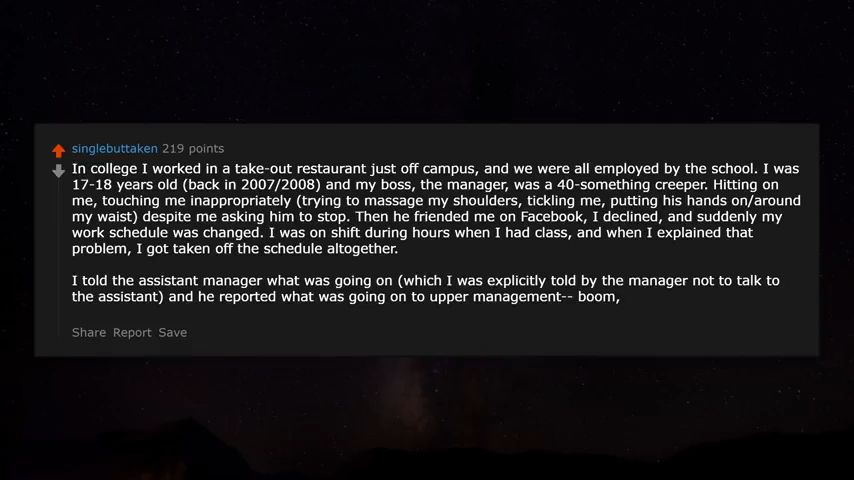 singlebuttaken 219 points
In college I worked in a take-out restaurant just off campus, and we were all employed by the school. I was
17-18 years old (back in 2007/2008) and my boss, the manager, was a 40-something creeper. Hitting on
me, touching me inappropriately (trying to massage my shoulders, tickling me, putting his hands on/around
my waist) despite me asking him to stop. Then he friended me on Facebook, I declined, and suddenly my
work schedule was changed. I was on shift during hours when I had class, and when I explained that
problem, I got taken off the schedule altogether.
I told the assistant manager what was going on (which I was explicitly told by the manager not to talk to
the assistant) and he reported what was going on to upper management-- boom,
Share Report Save